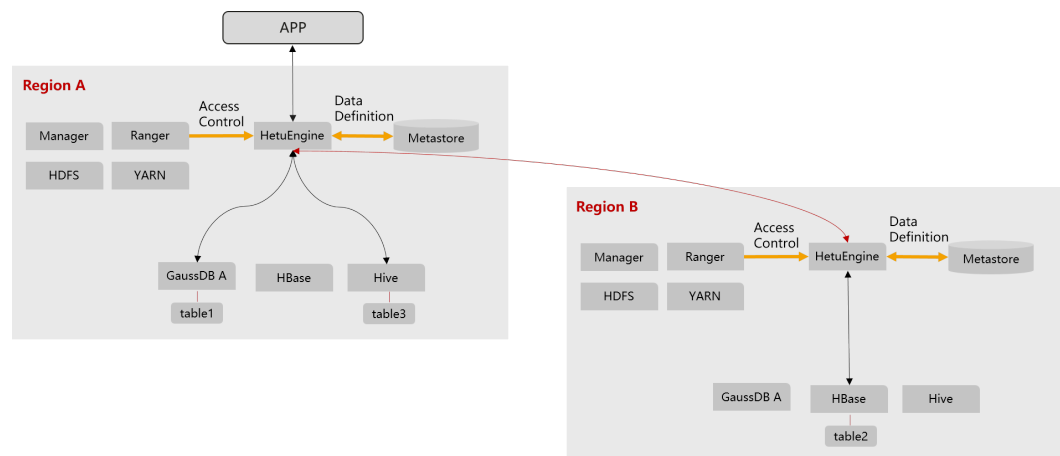 APP
Region A
Access
Control
Data
Definition
Manager
Ranger
HetuEngine
Metastore
HDFS
YARN
GaussDB A
HBase
Hive
table1
table3
Region B
Access
Control
Data
Definition
Manager
Ranger
HetuEngine
Metastore
HDFS
YARN
GaussDB A
HBase
Hive
table2